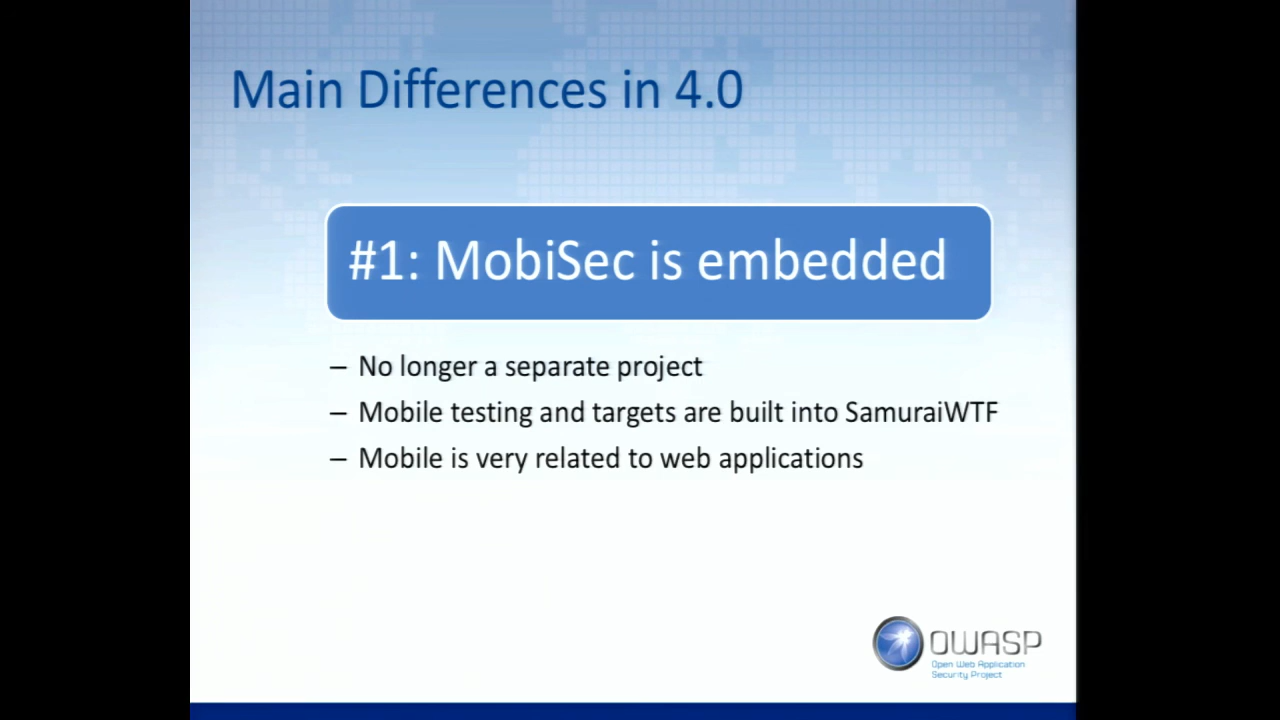 Main Differences in 4.0
#1: MobiSec is embedded
– No longer a separate project
– Mobile testing and targets are built into SamuraiWTF
– Mobile is very related to web applications
OWASP
Open Web Application
Security Project